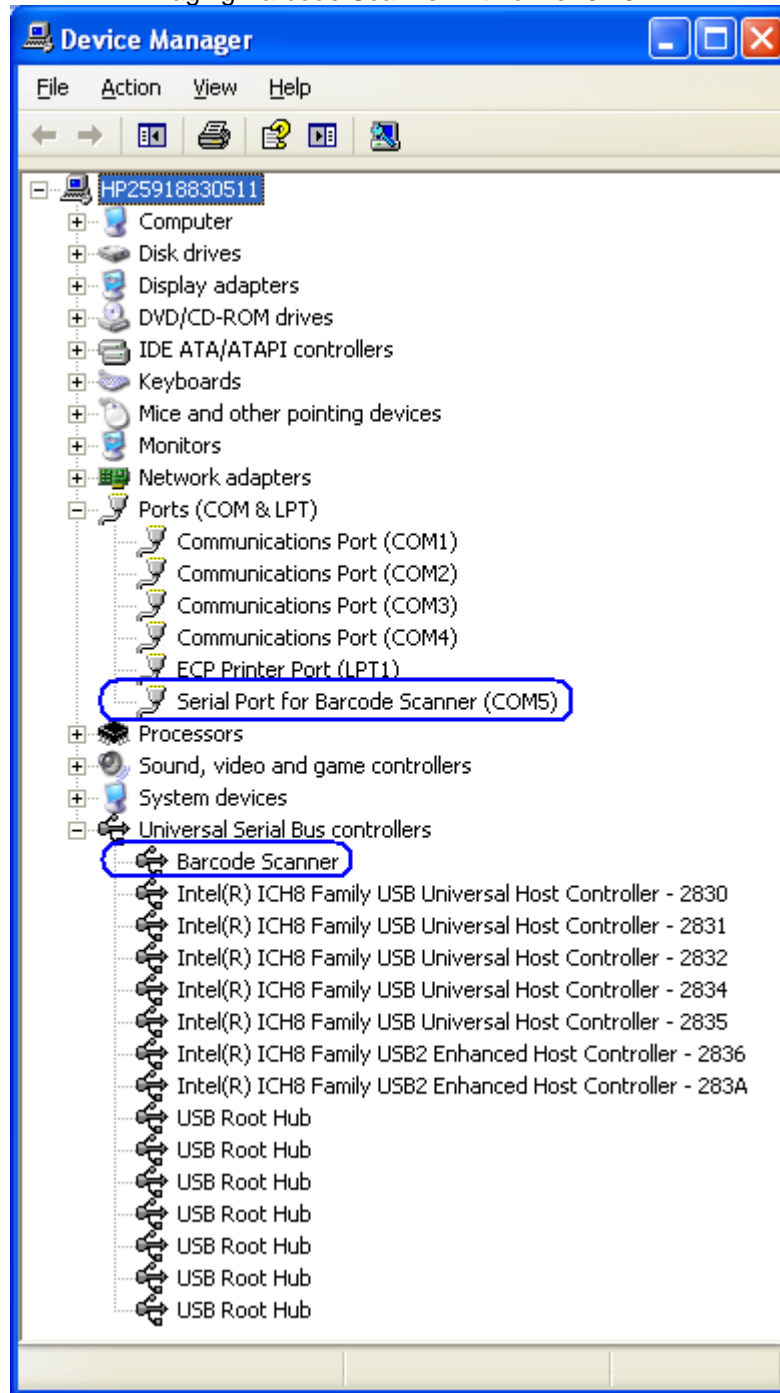 Device Manager
File Action View Help
HP25918830511
Computer
Disk drives
Display adapters
DVD/CD-ROM drives
IDE ATA/ATAPI controllers
Keyboards
Mice and other pointing devices
Monitors
Network adapters
Ports (COM & LPT)
Communications Port (COM1)
Communications Port (COM2)
Communications Port (COM3)
Communications Port (COM4)
ECP Printer Port (LPT1)
Serial Port for Barcode Scanner (COM5)
Processors
Sound, video and game controllers
System devices
Universal Serial Bus controllers
Barcode Scanner
Intel(R) ICH8 Family USB Universal Host Controller - 2830
Intel(R) ICH8 Family USB Universal Host Controller - 2831
Intel(R) ICH8 Family USB Universal Host Controller - 2832
Intel(R) ICH8 Family USB Universal Host Controller - 2834
Intel(R) ICH8 Family USB Universal Host Controller - 2835
Intel(R) ICH8 Family USB2 Enhanced Host Controller - 2836
Intel(R) ICH8 Family USB2 Enhanced Host Controller - 283A
USB Root Hub
USB Root Hub
USB Root Hub
USB Root Hub
USB Root Hub
USB Root Hub
USB Root Hub